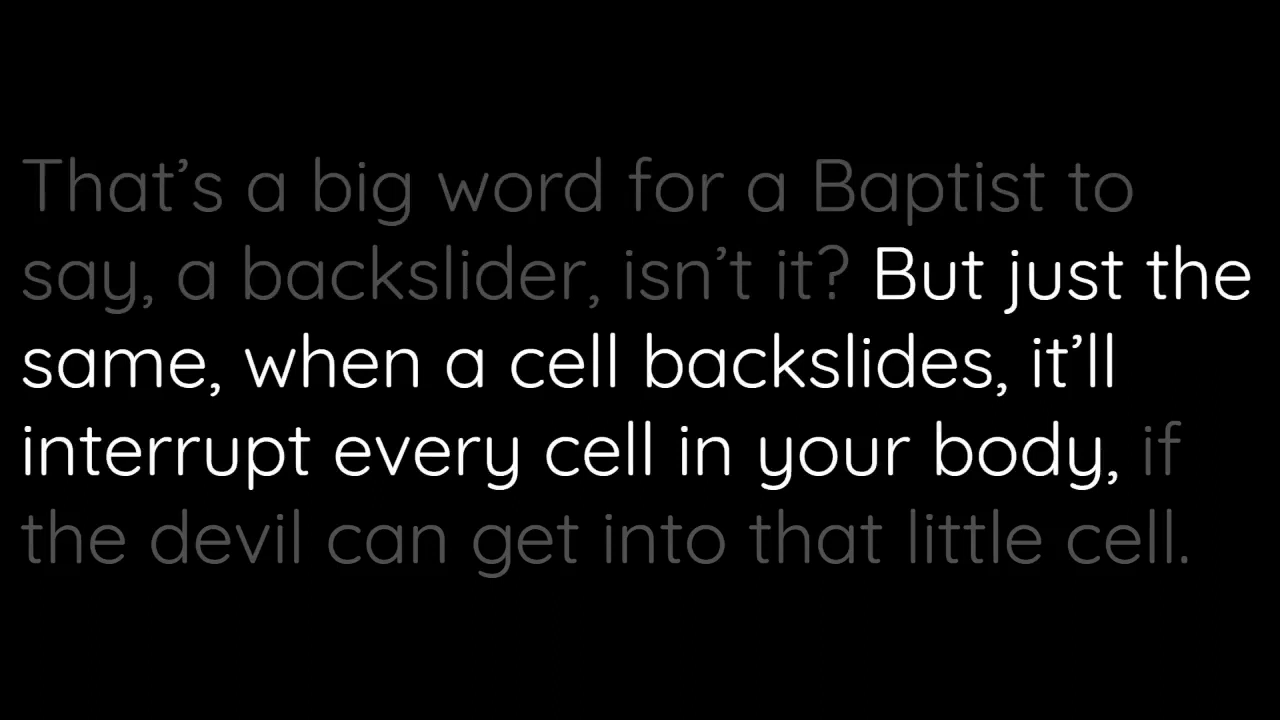 That’s a big word for a Baptist to
say, a backslider, isn’t it? But just the
same, when a cell backslides, it’ll
interrupt every cell in your body, if
the devil can get into that little cell.